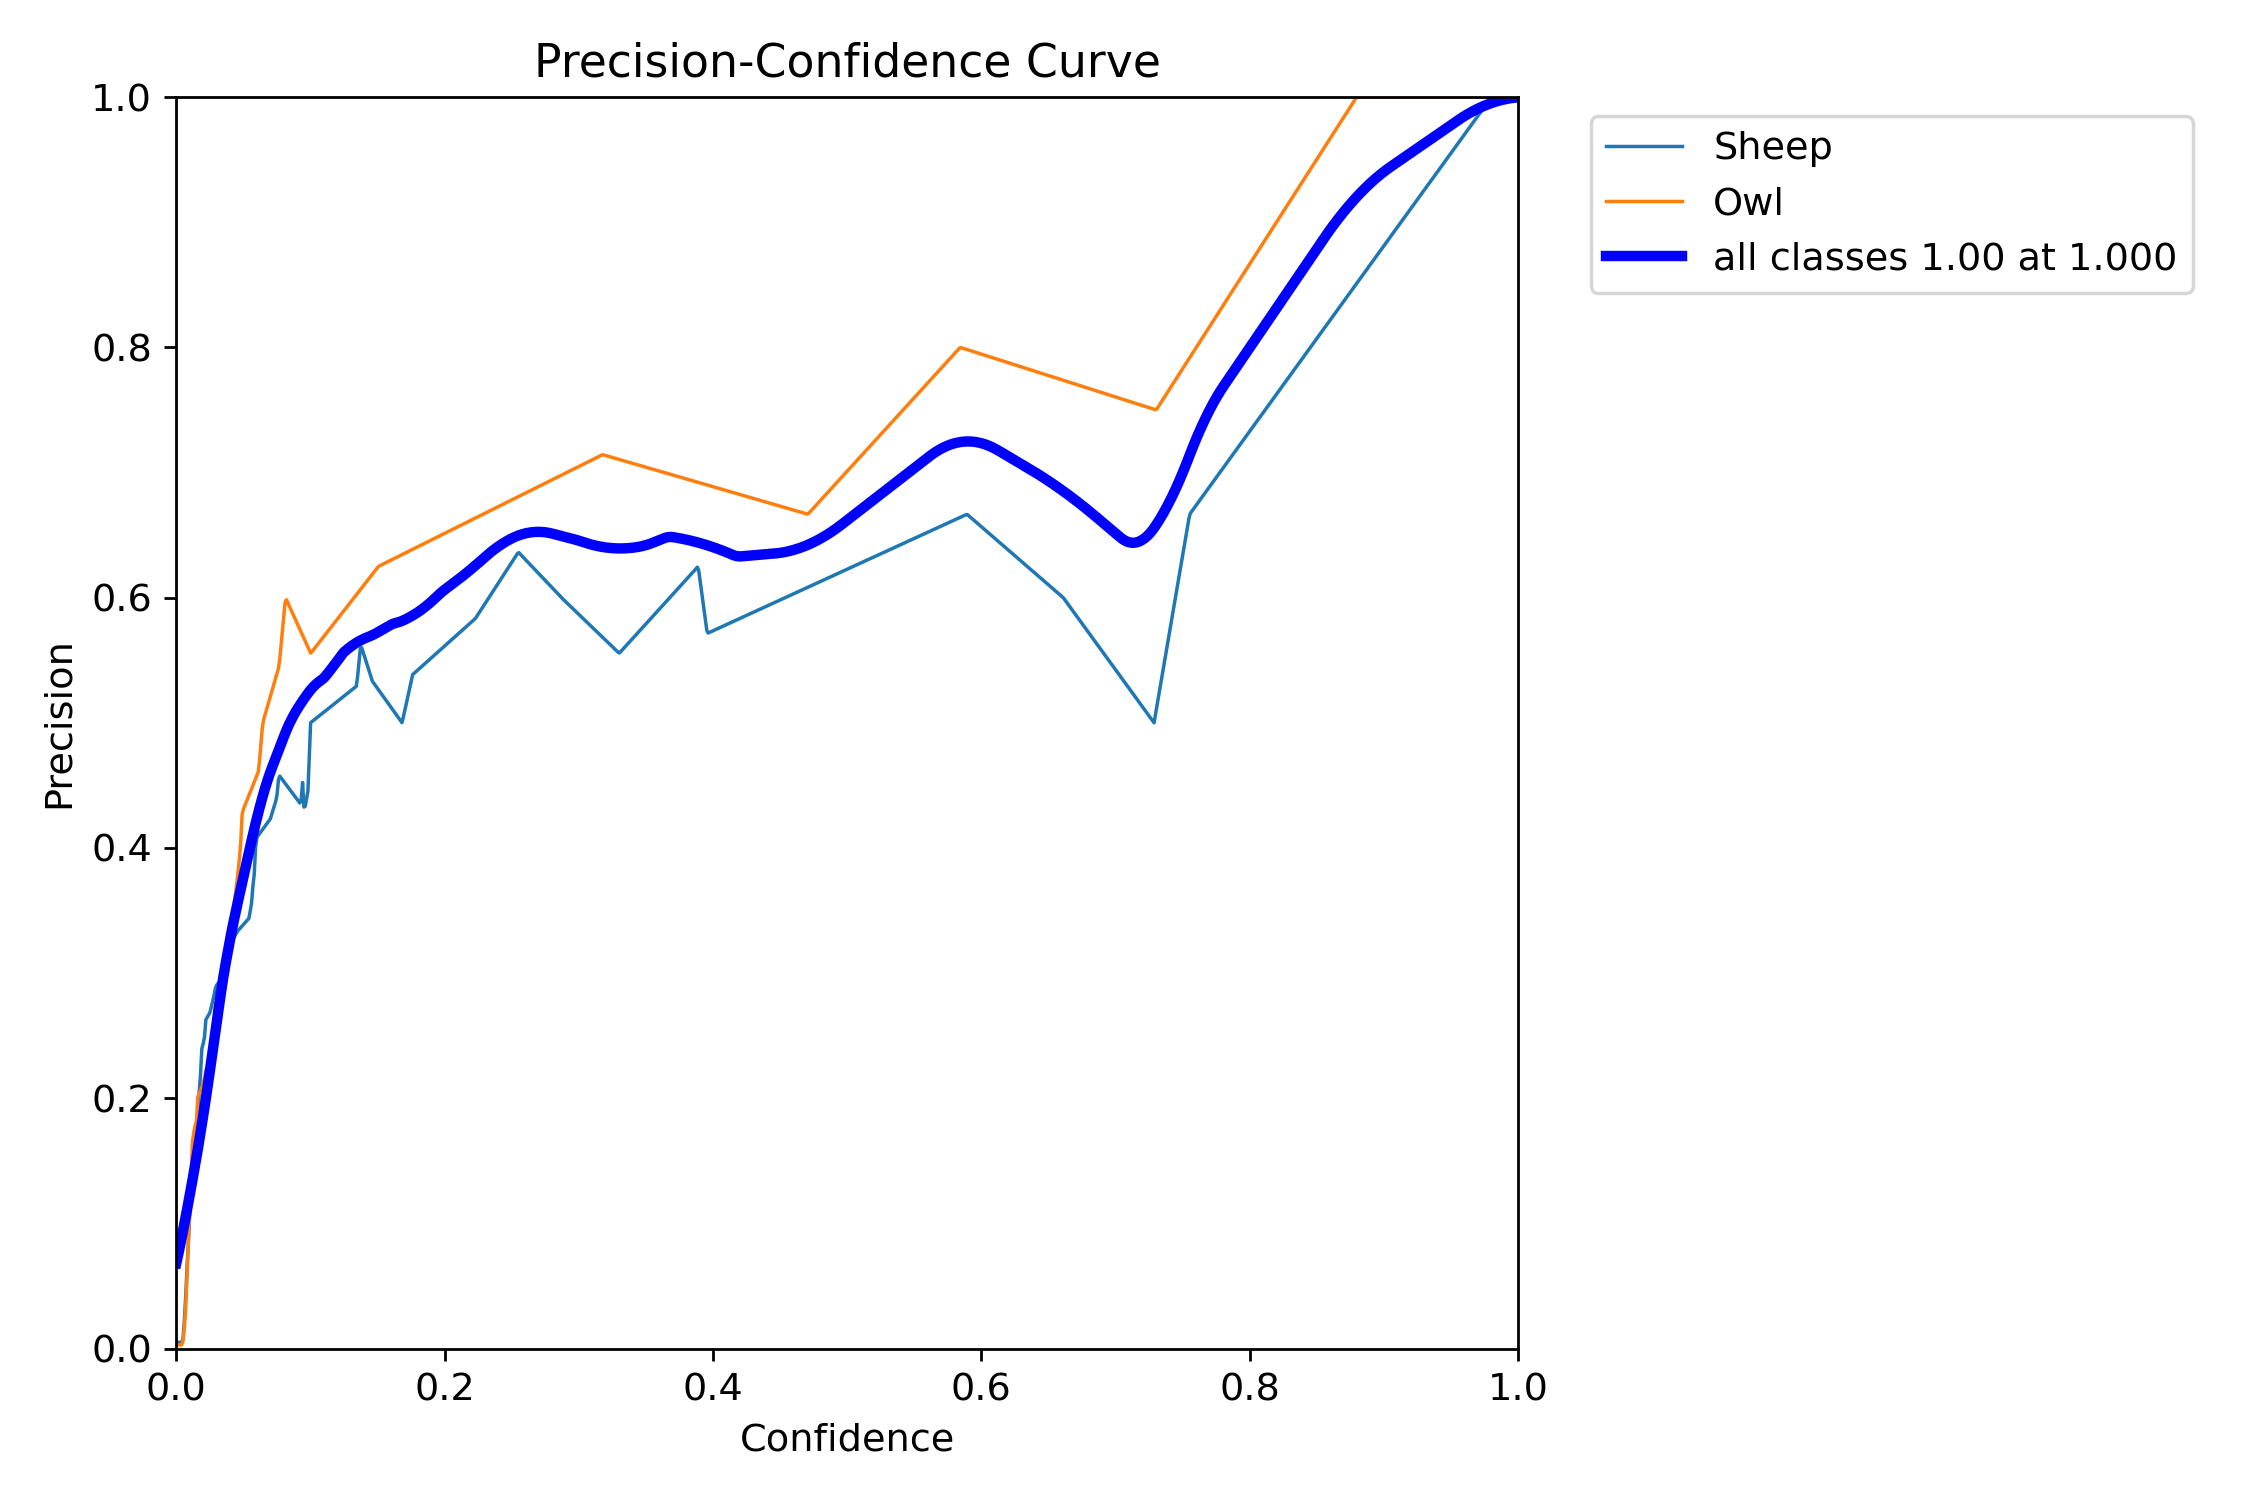 Precision-Confidence Curve
1.0
0.8
0.6
0.4
0.2
0.0
Precision
0.0 0.2 0.4 0.6 0.8 1.0
Confidence
Sheep
Owl
all classes 1.00 at 1.000